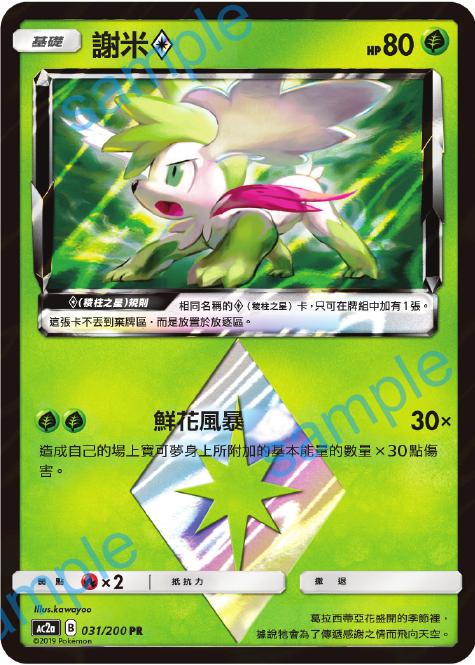 基礎 謝米◇ HP80
◇(稜柱之星)規則 相同名稱的◇(稜柱之星)卡,只可在牌組中加有1張。
這張卡不丟到棄牌區,而是放置於放逐區。
鮮花風暴 30×
造成自己的場上寶可夢身上所附加的基本能量的數量×30點傷
害。
弱點 ×2 抵抗力 撤退
Illus.kawayoo
AC2a B 031/200 PR
©2019 Pokémon
葛拉西蒂亞花盛開的季節裡,
據說牠會為了傳遞感謝之情而飛向天空。
sample
sample
sample